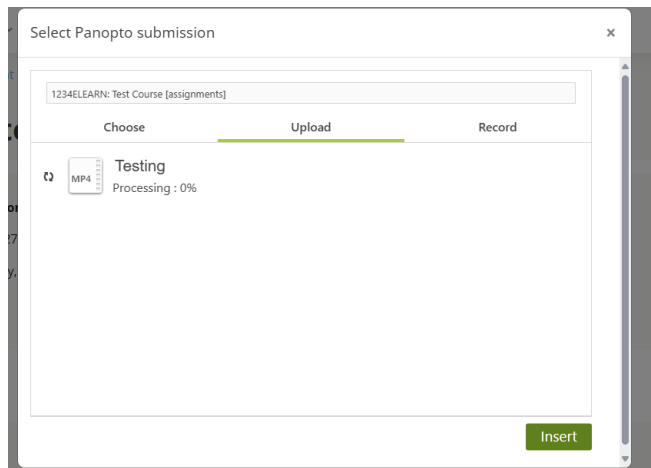 Select Panopto submission ×
1234ELEARN: Test Course [assignments]
Choose Upload Record
Testing
MP4
Processing : 0%
Insert